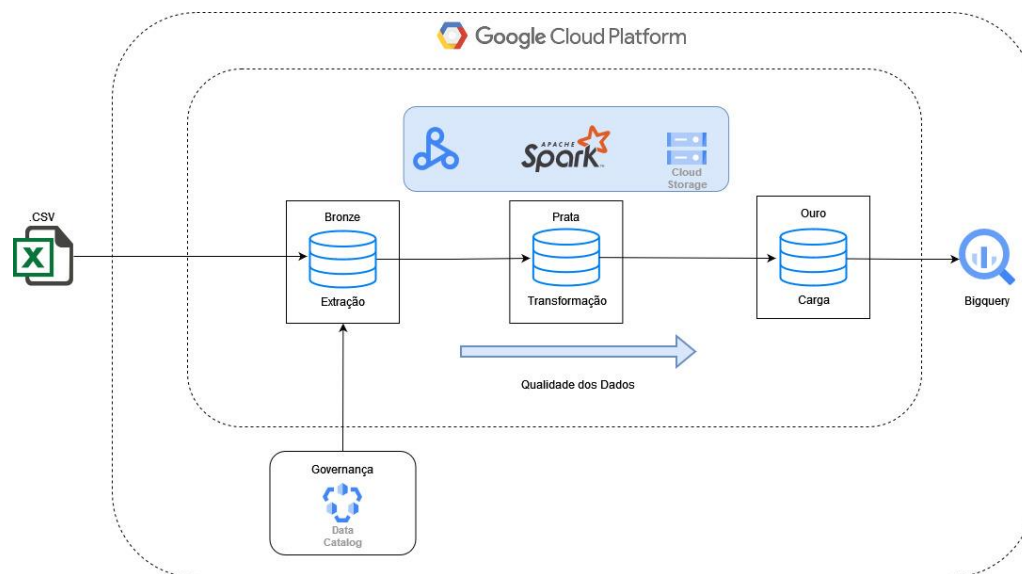 Google Cloud Platform
APACHE
Spark
Cloud
Storage
.CSV
X
Bronze
Extração
Prata
Transformação
Ouro
Carga
Bigquery
Qualidade dos Dados
Governança
Data
Catalog